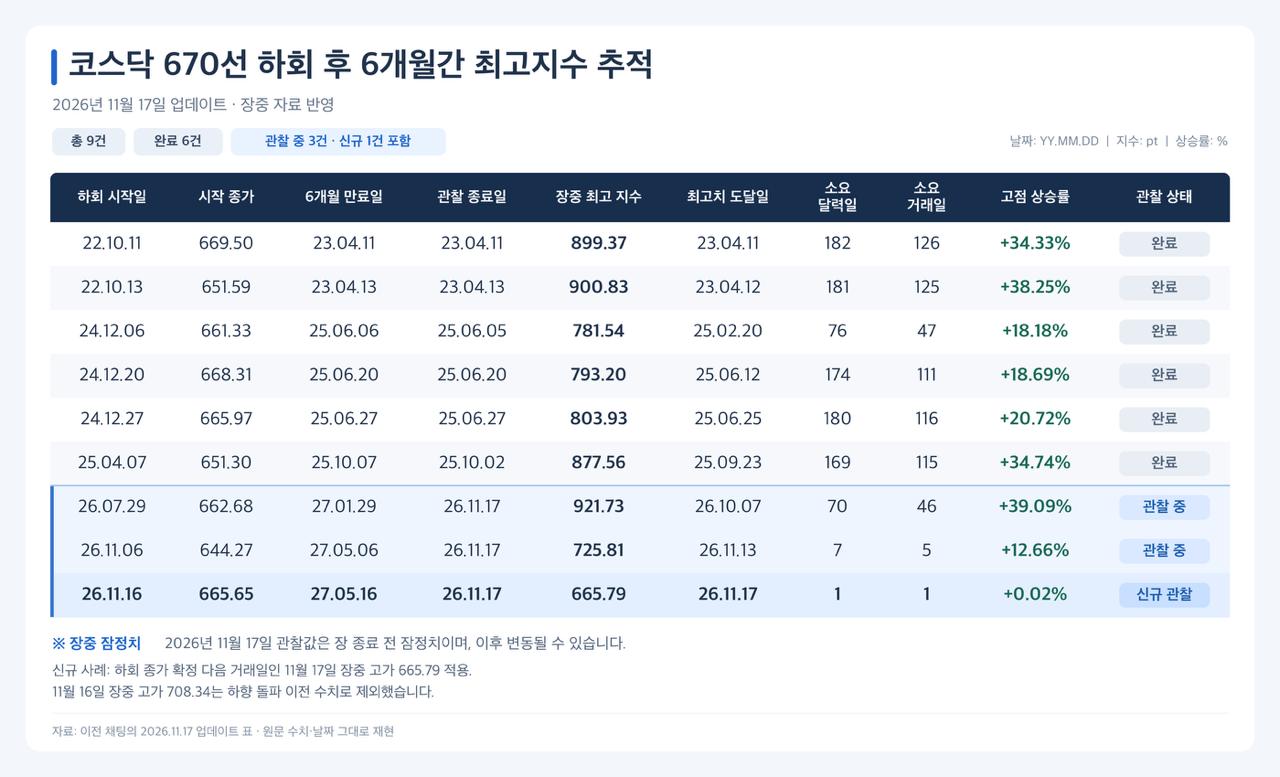 코스닥 670선 하회 후 6개월간 최고지수 추적
2026년 11월 17일 업데이트 · 장중 자료 반영
총 9건 완료 6건 관찰 중 3건 · 신규 1건 포함 날짜: YY.MM.DD | 지수: pt | 상승률: %
하회 시작일 시작 종가 6개월 만료일 관찰 종료일 장중 최고 지수 최고치 도달일 소요 달력일 소요 거래일 고점 상승률 관찰 상태
22.10.11 669.50 23.04.11 23.04.11 899.37 23.04.11 182 126 +34.33% 완료
22.10.13 651.59 23.04.13 23.04.13 900.83 23.04.12 181 125 +38.25% 완료
24.12.06 661.33 25.06.06 25.06.05 781.54 25.02.20 76 47 +18.18% 완료
24.12.20 668.31 25.06.20 25.06.20 793.20 25.06.12 174 111 +18.69% 완료
24.12.27 665.97 25.06.27 25.06.27 803.93 25.06.25 180 116 +20.72% 완료
25.04.07 651.30 25.10.07 25.10.02 877.56 25.09.23 169 115 +34.74% 완료
26.07.29 662.68 27.01.29 26.11.17 921.73 26.10.07 70 46 +39.09% 관찰 중
26.11.06 644.27 27.05.06 26.11.17 725.81 26.11.13 7 5 +12.66% 관찰 중
26.11.16 665.65 27.05.16 26.11.17 665.79 26.11.17 1 1 +0.02% 신규 관찰
※ 장중 잠정치 2026년 11월 17일 관찰값은 장 종료 전 잠정치이며, 이후 변동될 수 있습니다.
신규 사례: 하회 종가 확정 다음 거래일인 11월 17일 장중 고가 665.79 적용.
11월 16일 장중 고가 708.34는 하향 돌파 이전 수치로 제외했습니다.
자료: 이전 채팅의 2026.11.17 업데이트 표 · 원문 수치·날짜 그대로 재현